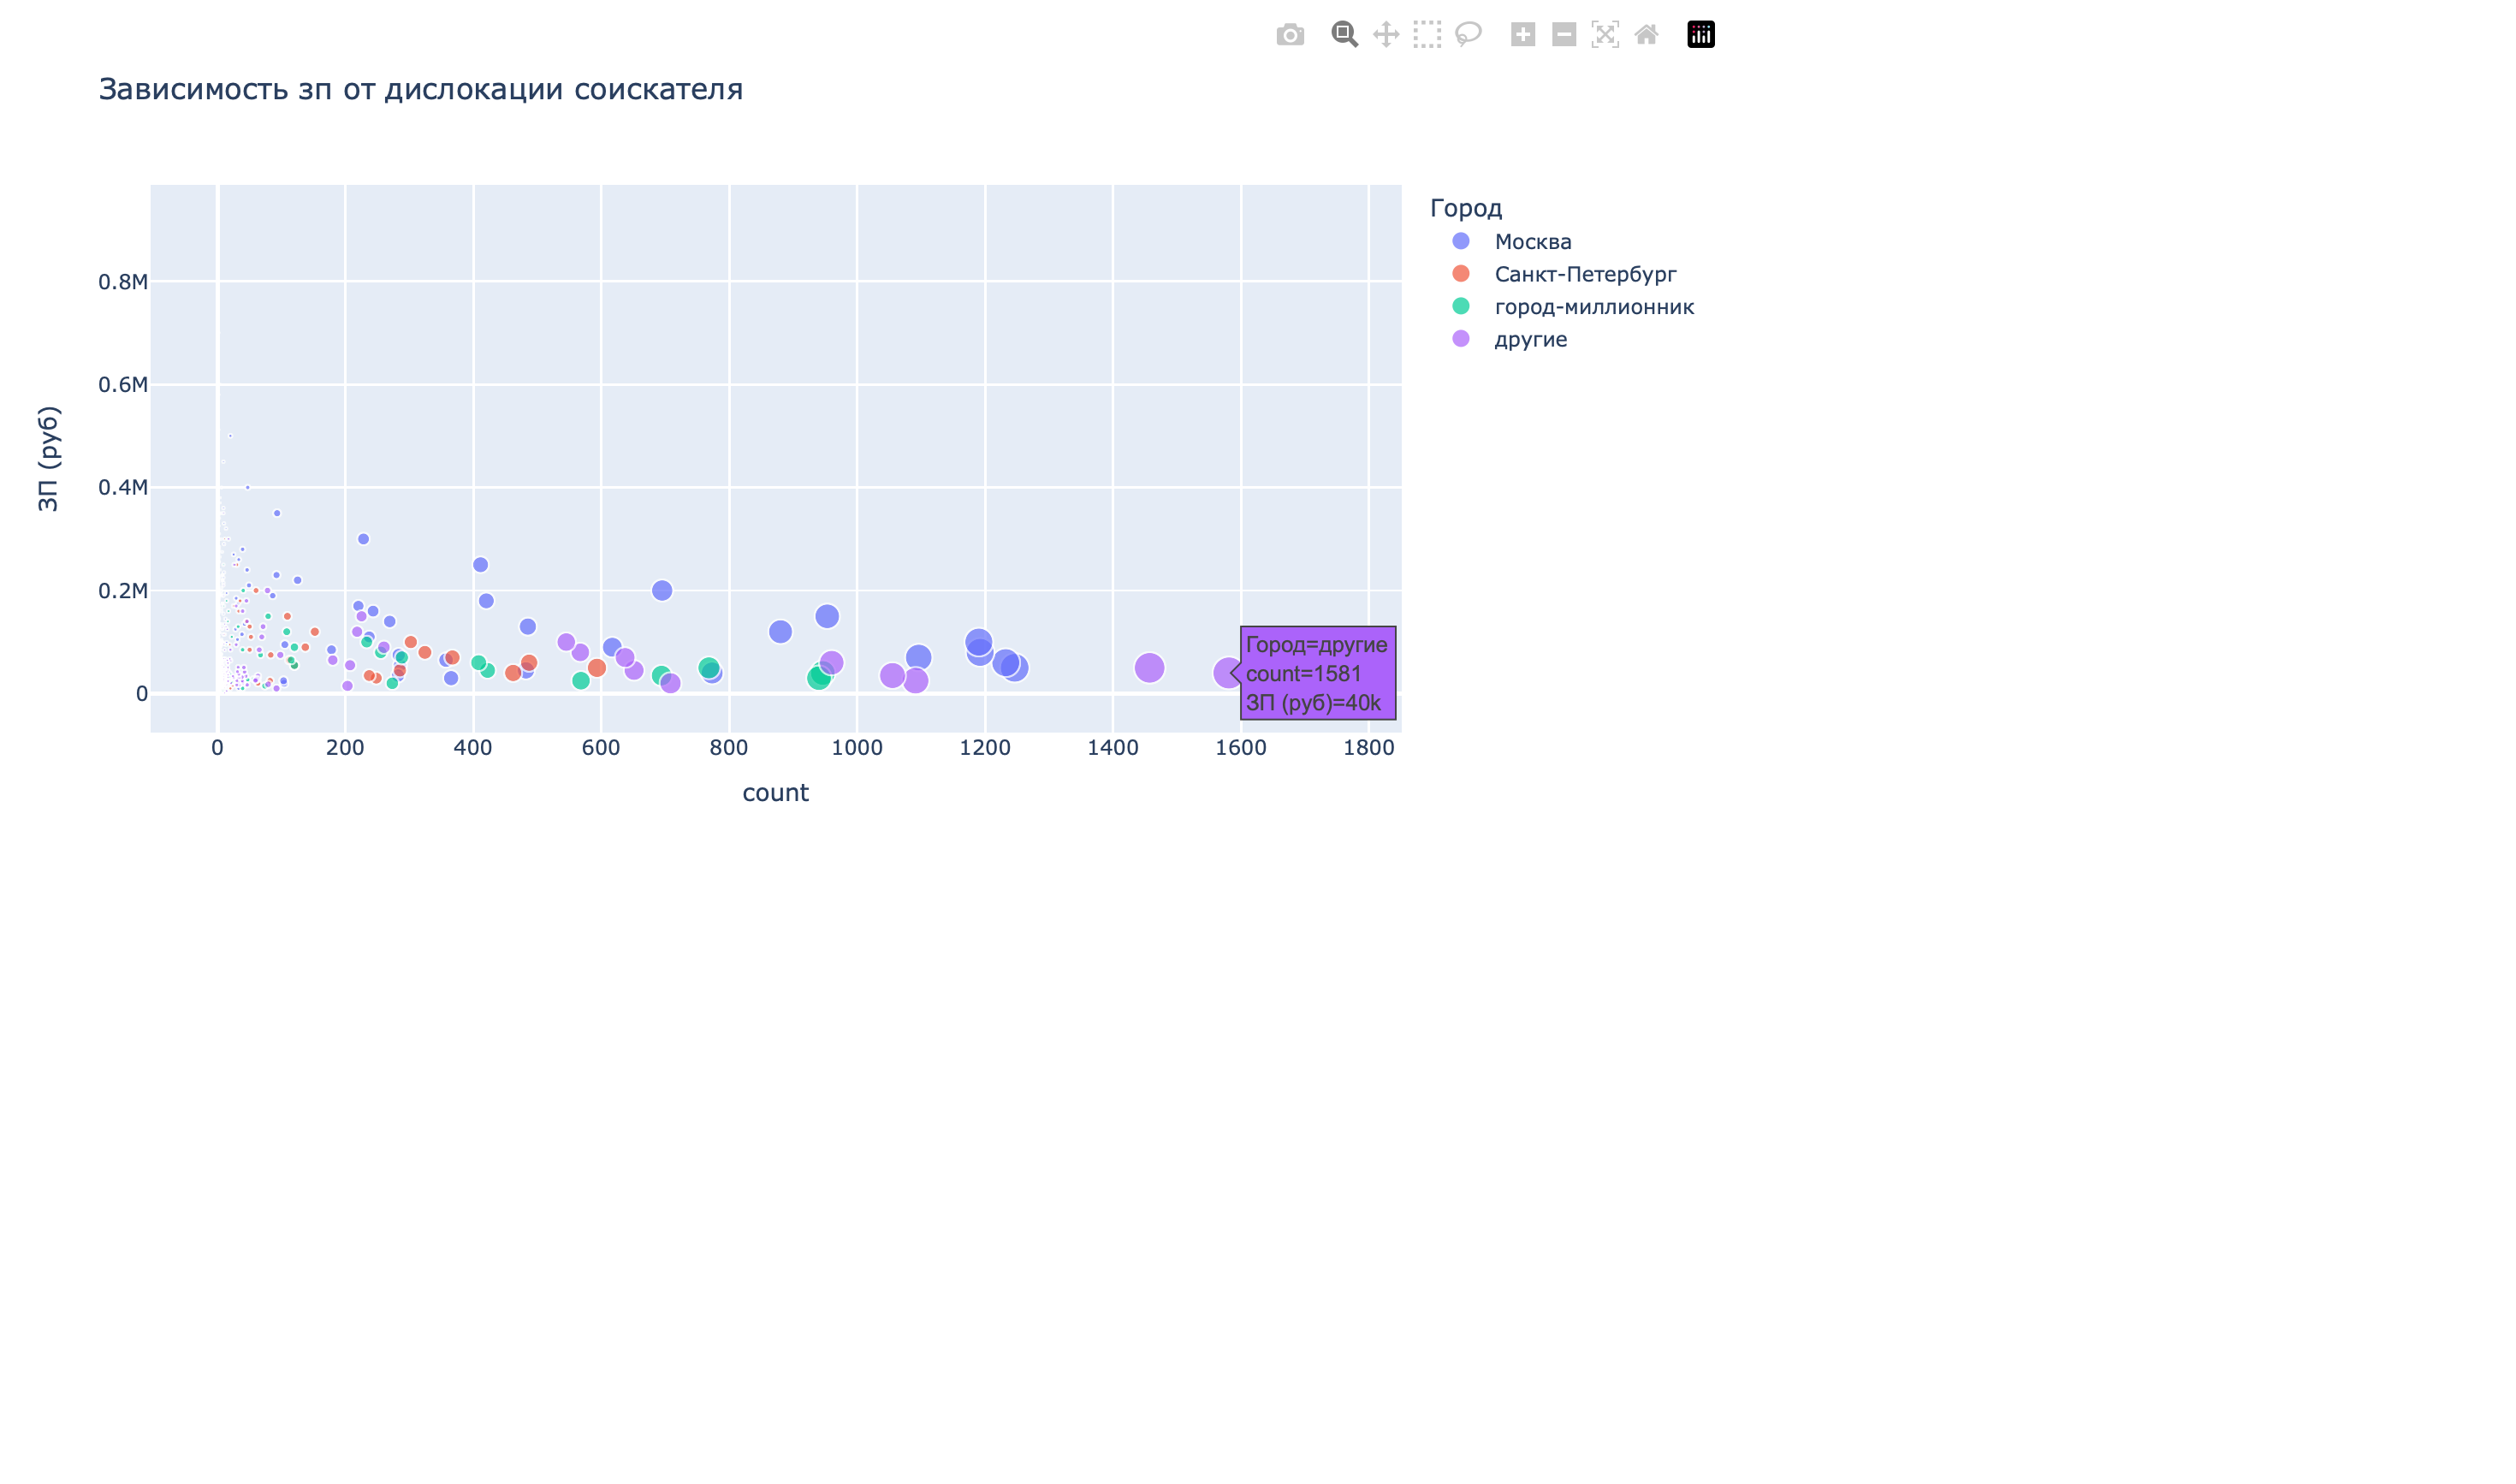 Зависимость зп от дислокации соискателя
Город
Москва
Санкт-Петербург
город-миллионник
другие
ЗП (руб)
0.8M
0.6M
0.4M
0.2M
0
Город=другие
count=1581
ЗП (руб)=40k
0 200 400 600 800 1000 1200 1400 1600 1800
count